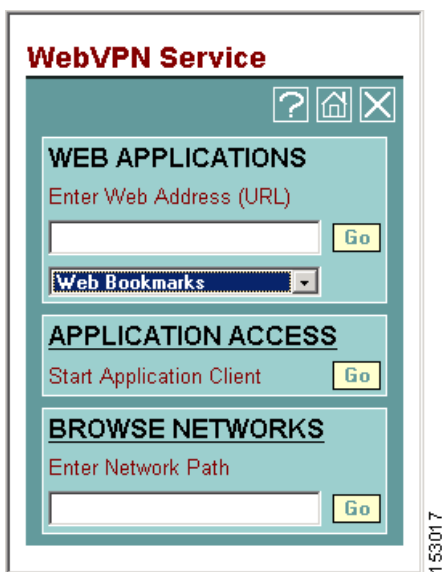 WebVPN Service
?
WEB APPLICATIONS
Enter Web Address (URL)
Go
Web Bookmarks
APPLICATION ACCESS
Start Application Client
Go
BROWSE NETWORKS
Enter Network Path
Go
153017